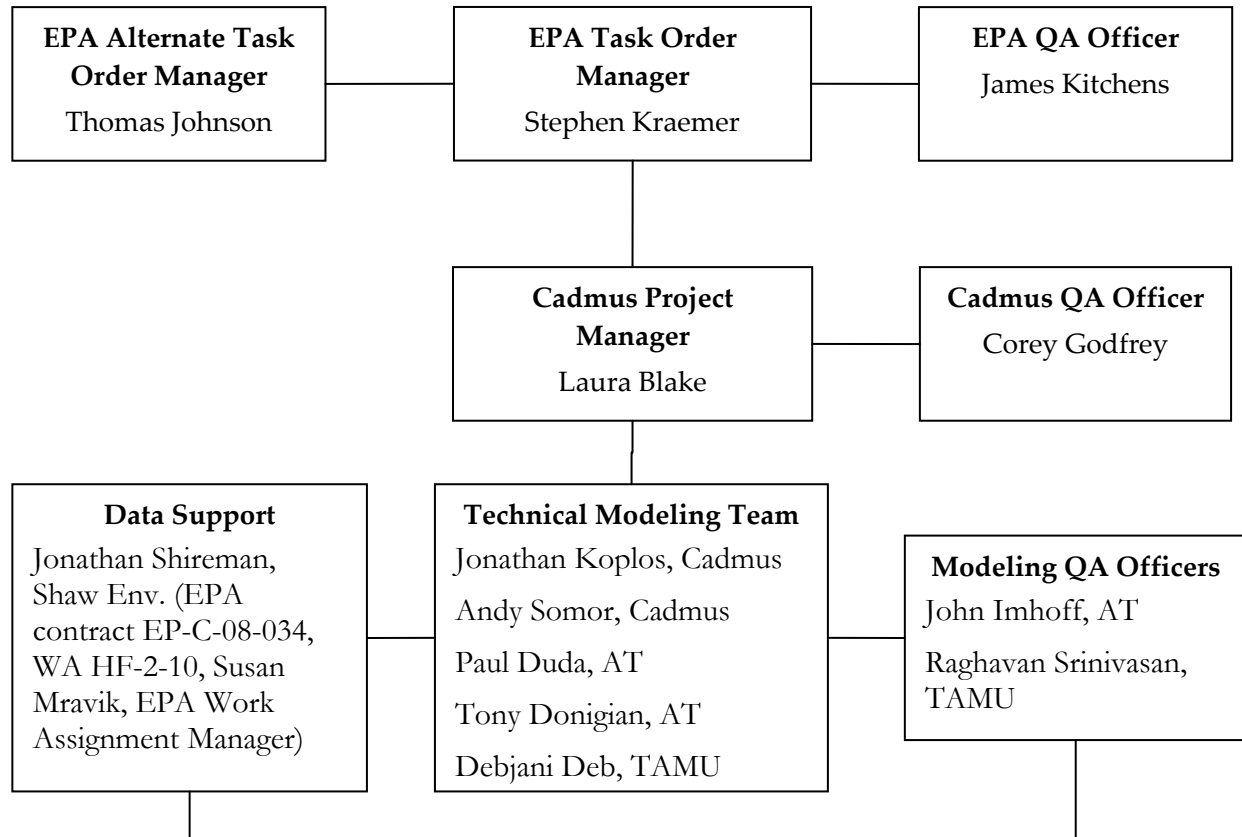 EPA Alternate Task
Order Manager
Thomas Johnson
EPA Task Order
Manager
Stephen Kraemer
EPA QA Officer
James Kitchens
Cadmus Project
Manager
Laura Blake
Cadmus QA Officer
Corey Godfrey
Data Support
Jonathan Shireman,
Shaw Env. (EPA
contract EP-C-08-034,
WA HF-2-10, Susan
Mravik, EPA Work
Assignment Manager)
Technical Modeling Team
Jonathan Koplos, Cadmus
Andy Somor, Cadmus
Paul Duda, AT
Tony Donigian, AT
Debjani Deb, TAMU
Modeling QA Officers
John Imhoff, AT
Raghavan Srinivasan,
TAMU